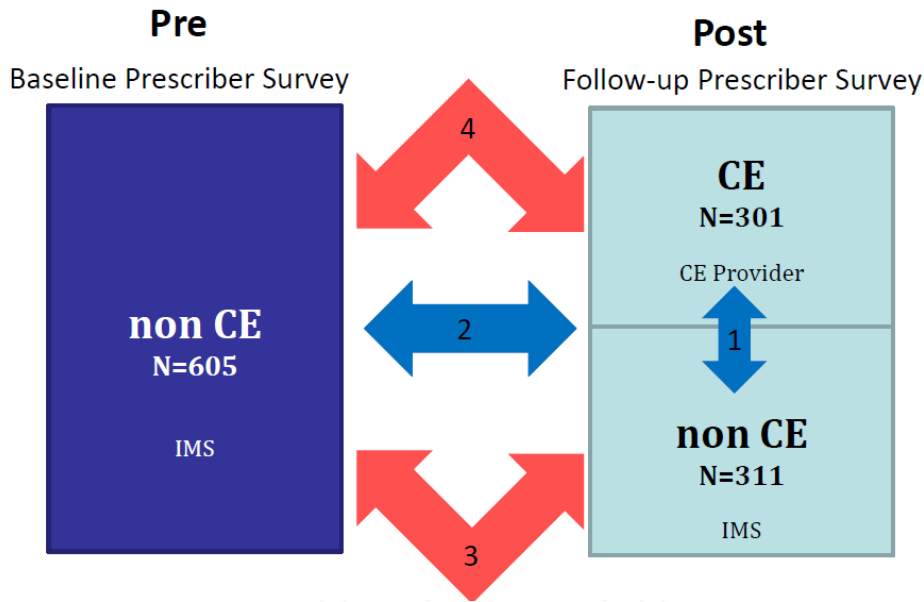 Pre
Baseline Prescriber Survey
non CE
N=605
IMS
4
2
3
Post
Follow-up Prescriber Survey
CE
N=301
CE Provider
1
non CE
N=311
IMS